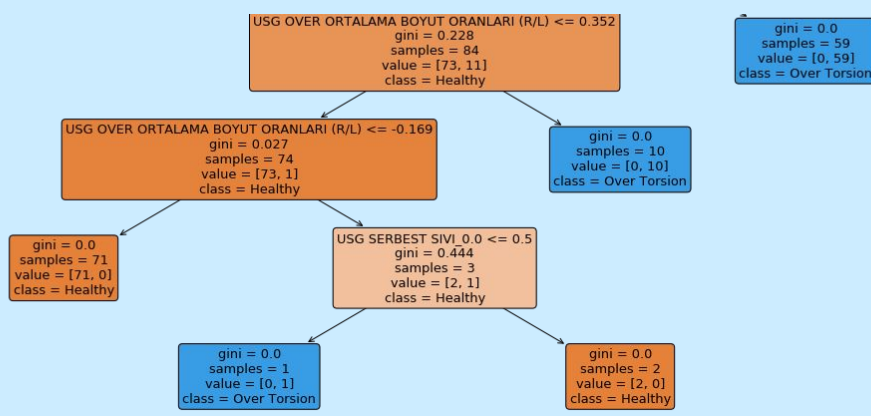 USG OVER ORTALAMA BOYUT ORANLARI (R/L) <= 0.352
gini = 0.228
samples = 84
value = [73, 11]
class = Healthy
gini = 0.0
samples = 59
value = [0, 59]
class = Over Torsion
USG OVER ORTALAMA BOYUT ORANLARI (R/L) <= -0.169
gini = 0.027
samples = 74
value = [73, 1]
class = Healthy
gini = 0.0
samples = 10
value = [0, 10]
class = Over Torsion
gini = 0.0
samples = 71
value = [71, 0]
class = Healthy
USG SERBEST SIVI_0.0 <= 0.5
gini = 0.444
samples = 3
value = [2, 1]
class = Healthy
gini = 0.0
samples = 1
value = [0, 1]
class = Over Torsion
gini = 0.0
samples = 2
value = [2, 0]
class = Healthy